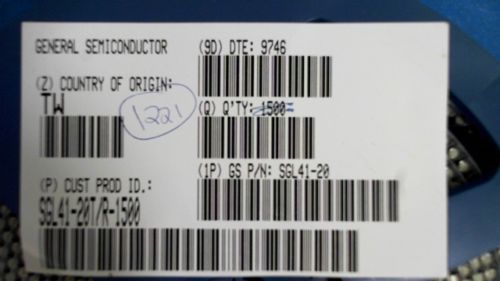 GENERAL SEMICONDUCTOR
(9D) DTE: 9746
(Z) COUNTRY OF ORIGIN:
TW
1221
(Q) Q'TY: 1500
(1P) GS P/N: SGL41-20
(P) CUST PROD ID.:
SGL41-20T/R-1500